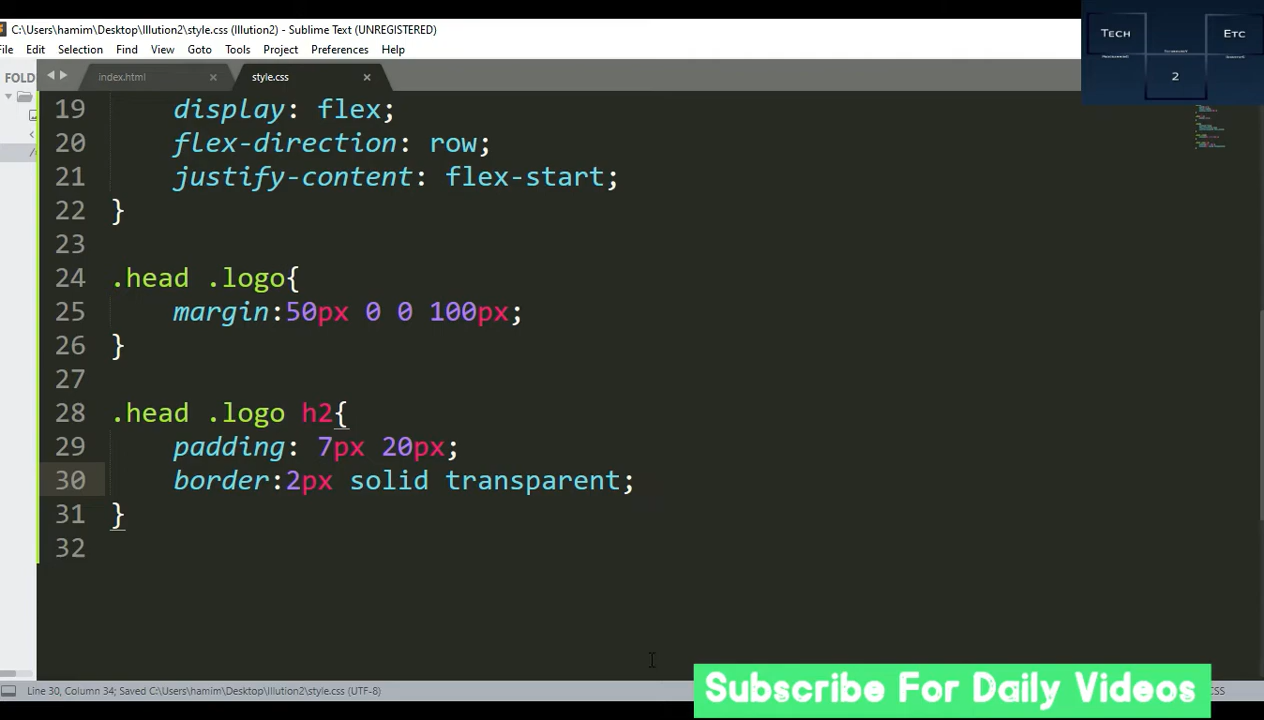 C:\Users\hamim\Desktop\Illution2\style.css (Illution2) - Sublime Text (UNREGISTERED)
File Edit Selection Find View Goto Tools Project Preferences Help
TECH
ETC
2
FOLD
index.html
style.css
19 display: flex;
20 flex-direction: row;
21 justify-content: flex-start;
22 }
23
24 .head .logo{
25 margin:50px 0 0 100px;
26 }
27
28 .head .logo h2{
29 padding: 7px 20px;
30 border:2px solid transparent;
31 }
32
Line 30, Column 34; Saved C:\Users\hamim\Desktop\Illution2\style.css (UTF-8)
CSS
Subscribe For Daily Videos